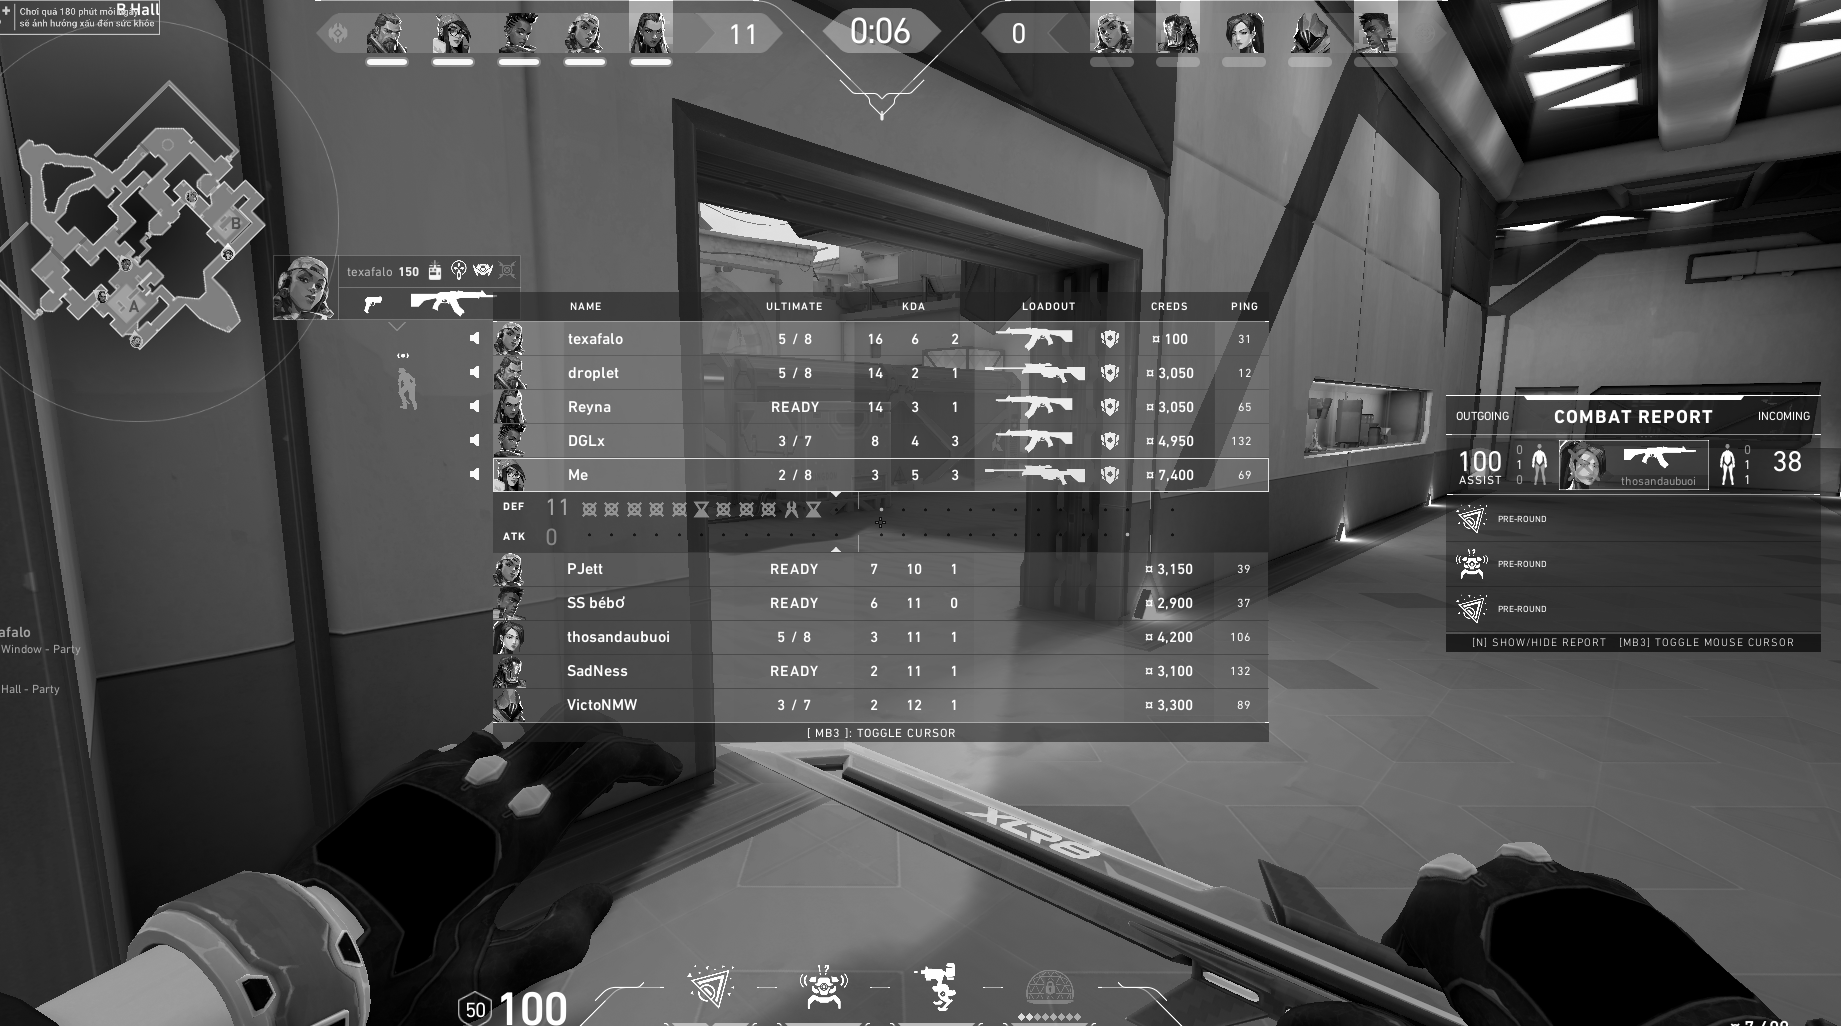 B Hall
Chơi quá 180 phút mỗi ngày
sẽ ảnh hưởng xấu đến sức khỏe
11
0:06
0
B
A
texafalo 150
NAME ULTIMATE KDA LOADOUT CREDS PING
texafalo 5 / 8 16 6 2 ¤ 100 31
droplet 5 / 8 14 2 1 ¤ 3,050 12
Reyna READY 14 3 1 ¤ 3,050 65
DGLx 3 / 7 8 4 3 ¤ 4,950 132
Me 2 / 8 3 5 3 ¤ 7,400 69
DEF 11
ATK 0
PJett READY 7 10 1 ¤ 3,150 39
SS bébơ READY 6 11 0 ¤ 2,900 37
thosandaubuoi 5 / 8 3 11 1 ¤ 4,200 106
SadNess READY 2 11 1 ¤ 3,100 132
VictoNMW 3 / 7 2 12 1 ¤ 3,300 89
[ MB3 ]: TOGGLE CURSOR
OUTGOING COMBAT REPORT INCOMING
100 ASSIST 0 1 0 thosandaubuoi 0 1 1 38
PRE-ROUND
PRE-ROUND
PRE-ROUND
[N] SHOW/HIDE REPORT [MB3] TOGGLE MOUSE CURSOR
afalo
Window - Party
Hall - Party
XLR8
50 100